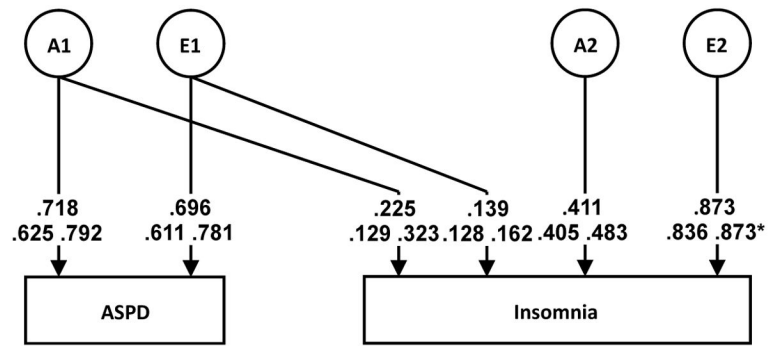 A1 E1 A2 E2
.718 .696 .225 .139 .411 .873
.625 .792 .611 .781 .129 .323 .128 .162 .405 .483 .836 .873*
ASPD Insomnia